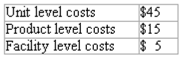 Unit level costs $45
Product level costs $15
Facility level costs $ 5